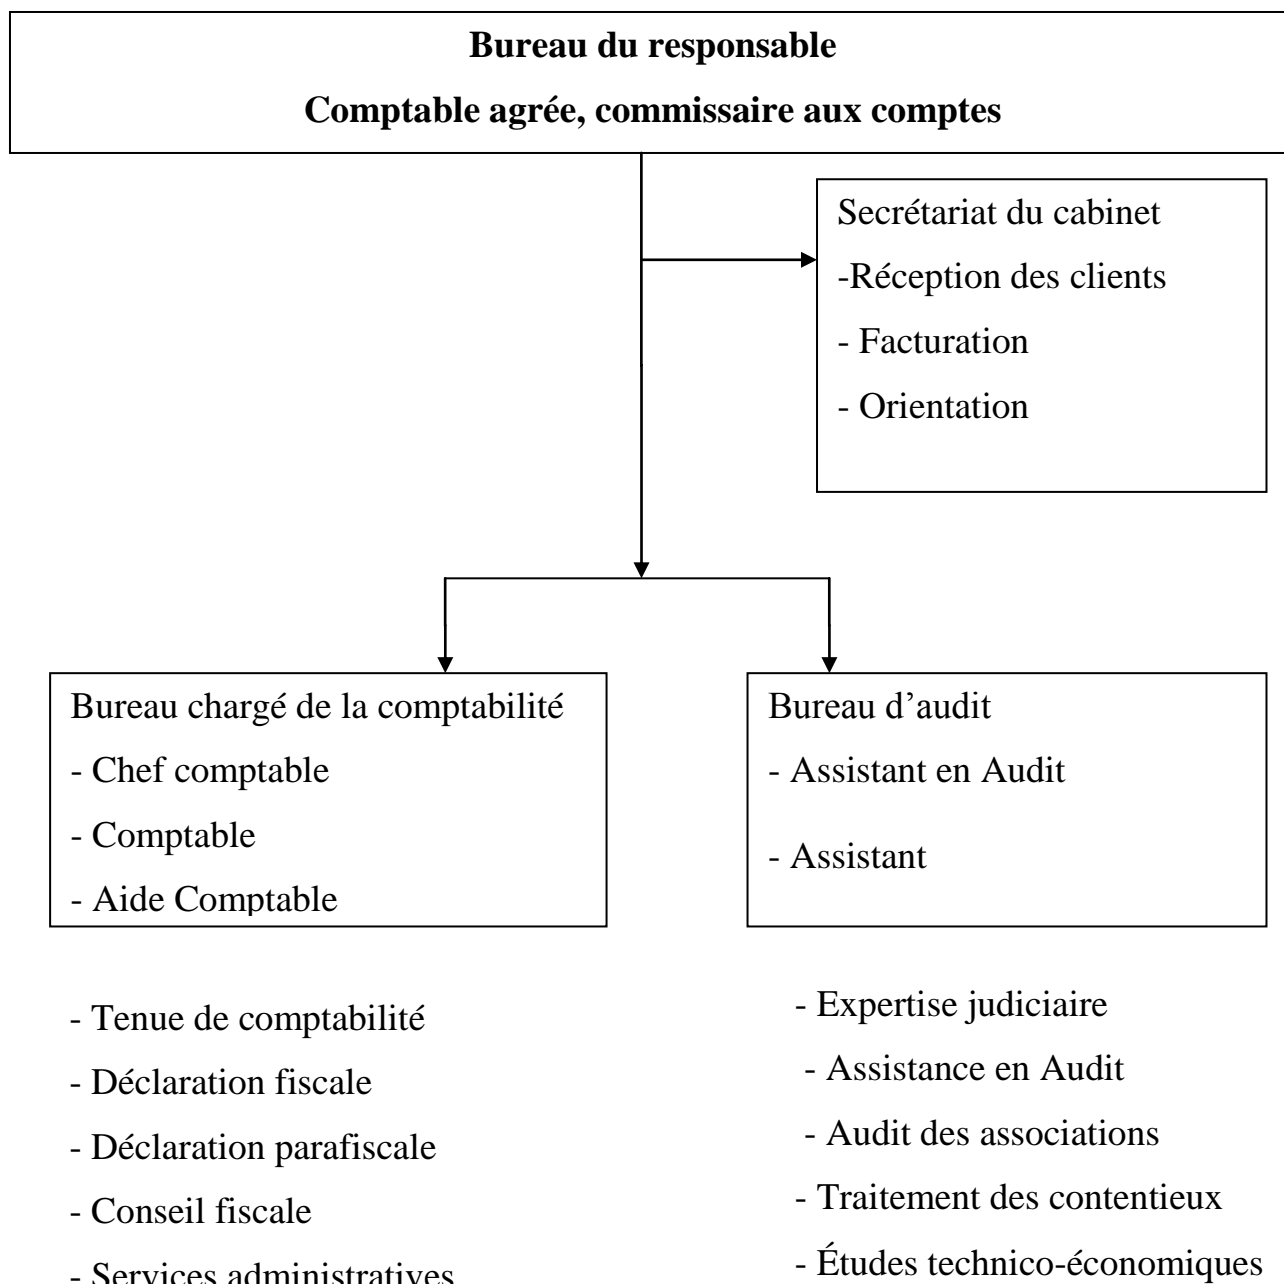 Bureau du responsable
Comptable agrée, commissaire aux comptes
Secrétariat du cabinet
-Réception des clients
- Facturation
- Orientation
Bureau chargé de la comptabilité
- Chef comptable
- Comptable
- Aide Comptable
Bureau d’audit
- Assistant en Audit
- Assistant
- Tenue de comptabilité
- Déclaration fiscale
- Déclaration parafiscale
- Conseil fiscale
- Services administratives
- Expertise judiciaire
- Assistance en Audit
- Audit des associations
- Traitement des contentieux
- Études technico-économiques